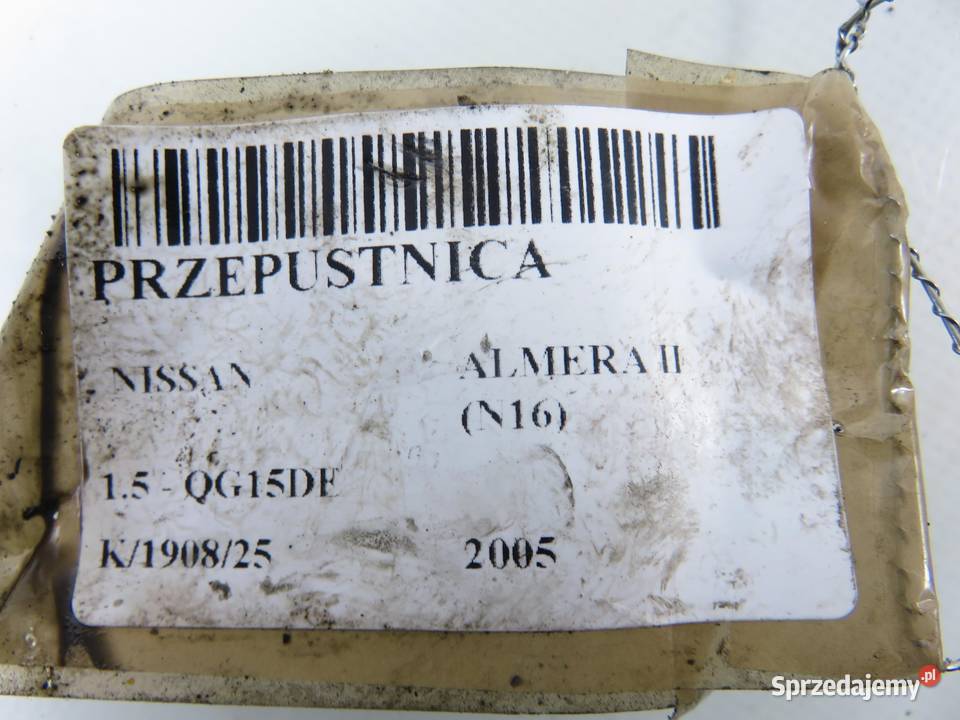 PRZEPUSTNICA
NISSAN ALMERA II
(N16)
1.5 - QG15DE
K/1908/25 2005
Sprzedajemy.pl